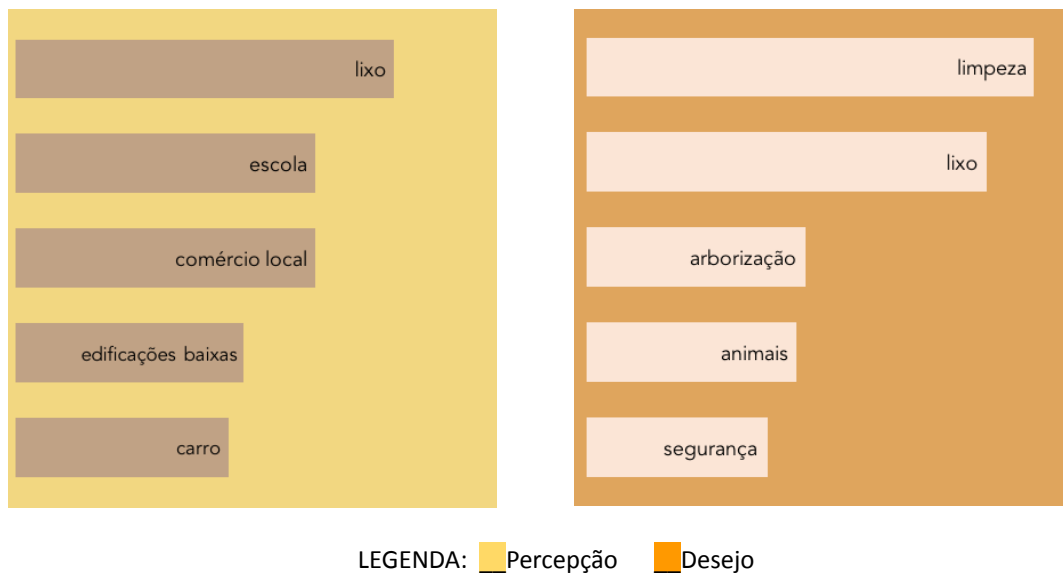 lixo
escola
comércio local
edificações baixas
carro
limpeza
lixo
arborização
animais
segurança
LEGENDA: __Percepção __Desejo